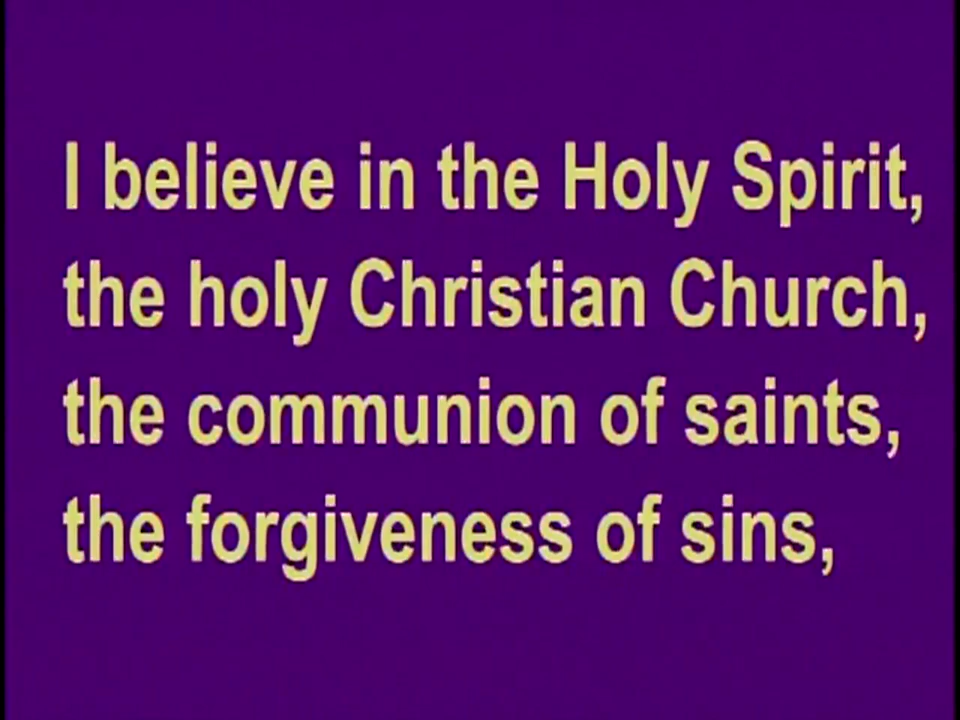 I believe in the Holy Spirit,
the holy Christian Church,
the communion of saints,
the forgiveness of sins,